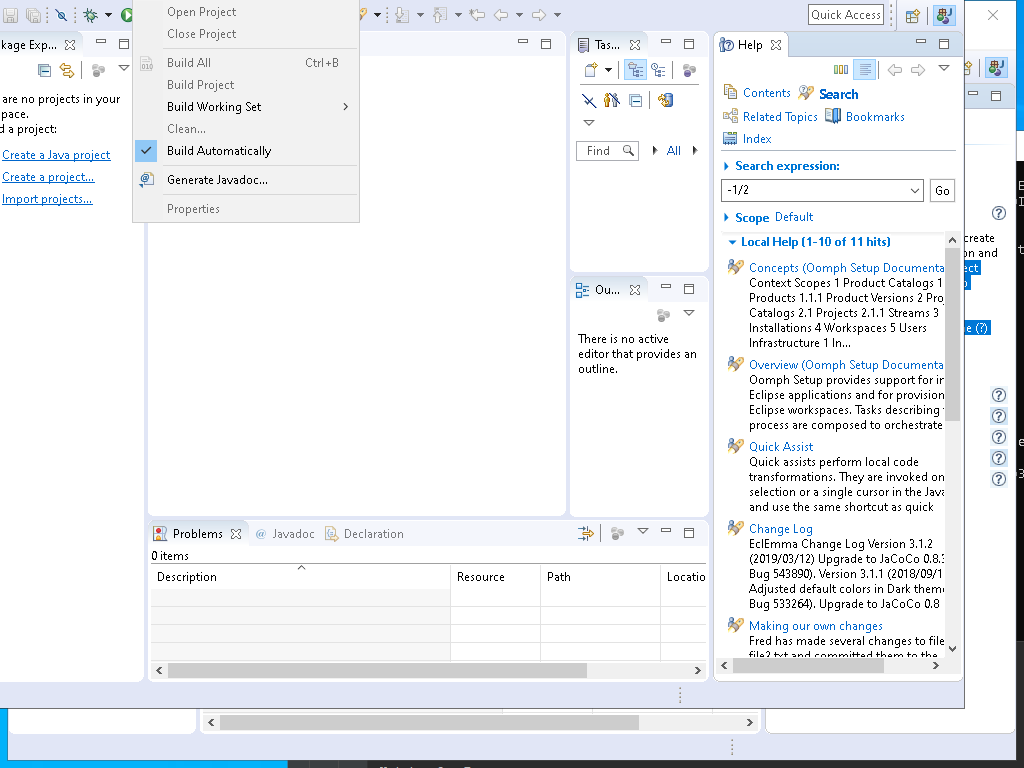 Open Project
Close Project
Build All Ctrl+B
Build Project
Build Working Set
Clean...
Build Automatically
Generate Javadoc...
Properties
Quick Access
kage Exp...
are no projects in your
pace.
d a project:
Create a Java project
Create a project...
Import projects...
Tas...
Find
All
Ou...
There is no active
editor that provides an
outline.
Help
Contents
Search
Related Topics
Bookmarks
Index
Search expression:
-1/2
Go
Scope Default
Local Help (1-10 of 11 hits)
Concepts (Oomph Setup Documenta
Context Scopes 1 Product Catalogs 1
Products 1.1.1 Product Versions 2 Proj
Catalogs 2.1 Projects 2.1.1 Streams 3
Installations 4 Workspaces 5 Users
Infrastructure 1 In...
Overview (Oomph Setup Documenta
Oomph Setup provides support for in
Eclipse applications and for provision
Eclipse workspaces. Tasks describing
process are composed to orchestrate
Quick Assist
Quick assists perform local code
transformations. They are invoked on
selection or a single cursor in the Java
and use the same shortcut as quick
Change Log
EclEmma Change Log Version 3.1.2
(2019/03/12) Upgrade to JaCoCo 0.8.3
Bug 543890). Version 3.1.1 (2018/09/1
Adjusted default colors in Dark them
Bug 533264). Upgrade to JaCoCo 0.8
Making our own changes
Fred has made several changes to file
file2.txt and committed them to the
create
on and
ect
e (?)
Problems
Javadoc
Declaration
0 items
Description
Resource
Path
Locatio